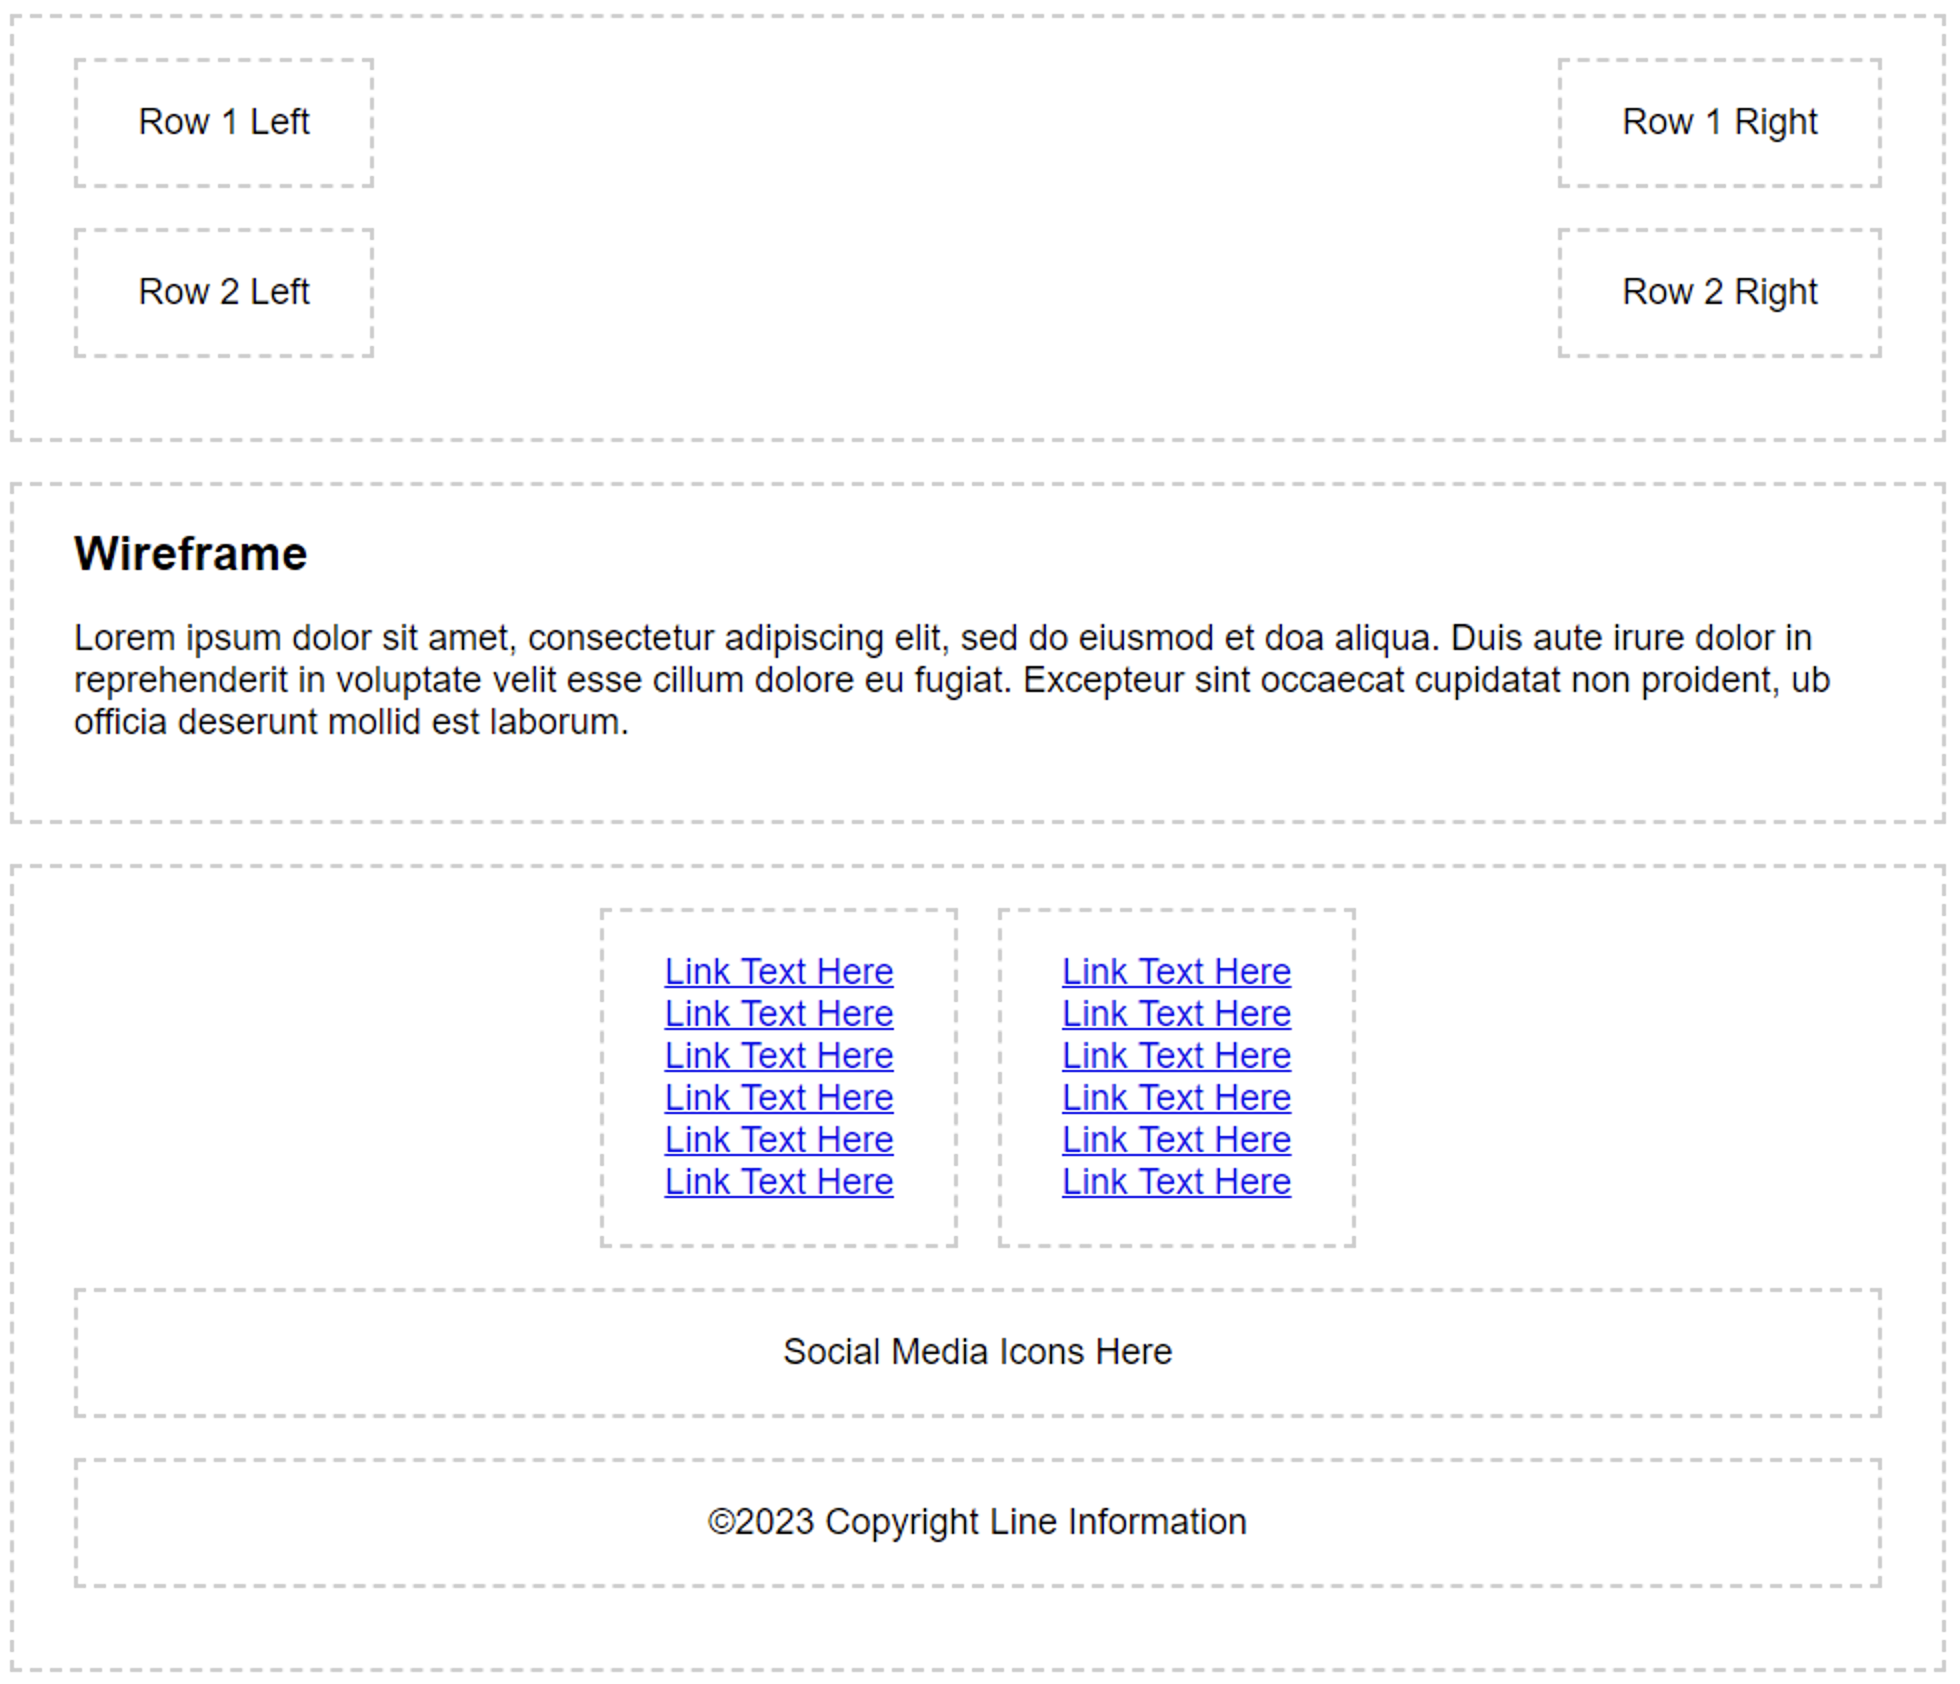 Row 1 Left
Row 1 Right
Row 2 Left
Row 2 Right
Wireframe
Lorem ipsum dolor sit amet, consectetur adipiscing elit, sed do eiusmod et doa aliqua. Duis aute irure dolor in
reprehenderit in voluptate velit esse cillum dolore eu fugiat. Excepteur sint occaecat cupidatat non proident, ub
officia deserunt mollid est laborum.
Link Text Here
Link Text Here
Link Text Here
Link Text Here
Link Text Here
Link Text Here
Link Text Here
Link Text Here
Link Text Here
Link Text Here
Link Text Here
Link Text Here
Social Media Icons Here
©2023 Copyright Line Information